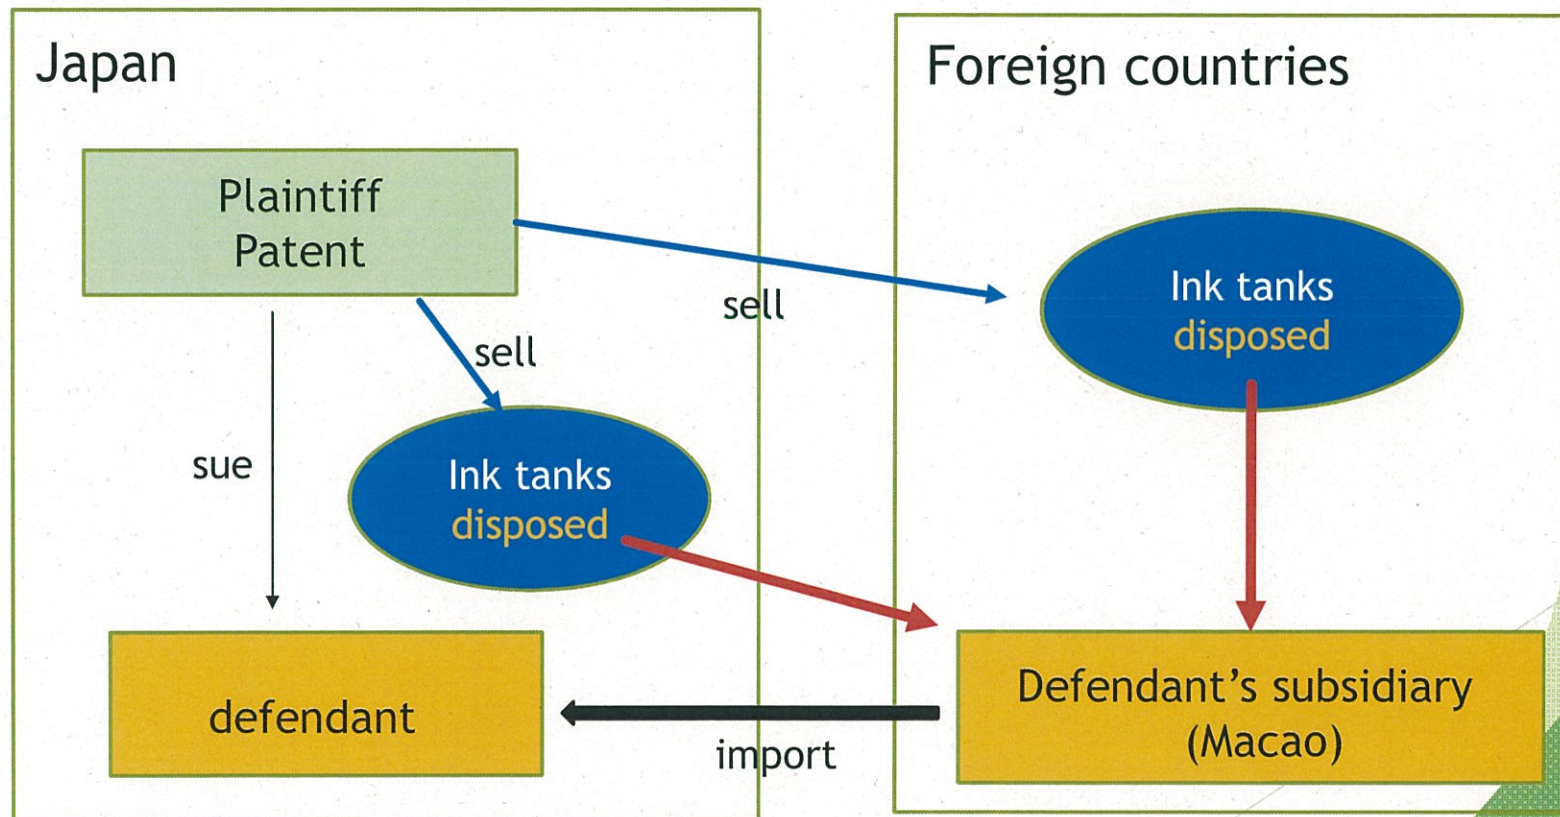 Japan
Foreign countries
Plaintiff
Patent
sell
sell
Ink tanks
disposed
sue
Ink tanks
disposed
defendant
import
Defendant’s subsidiary
(Macao)